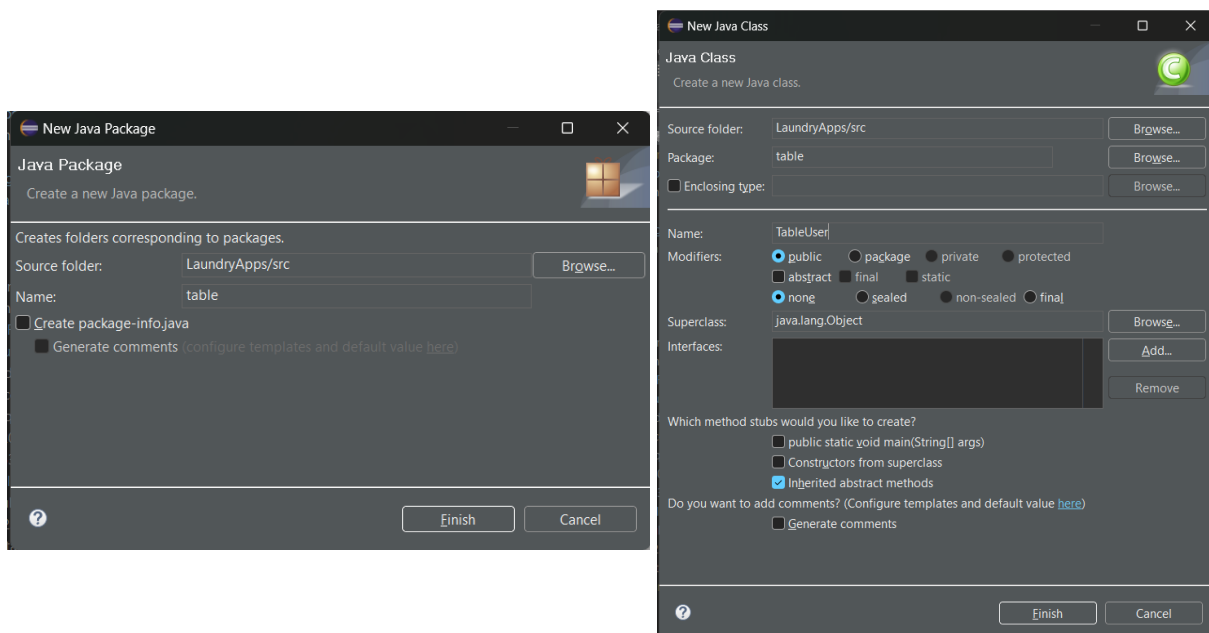 New Java Package
Java Package
Create a new Java package.
Creates folders corresponding to packages.
Source folder: LaundryApps/src Browse...
Name: table
Create package-info.java
Generate comments (configure templates and default value here)
Finish Cancel
New Java Class
Java Class
Create a new Java class.
Source folder: LaundryApps/src Browse...
Package: table Browse...
Enclosing type: Browse...
Name: TableUser
Modifiers: public package private protected
abstract final static
none sealed non-sealed final
Superclass: java.lang.Object Browse...
Interfaces: Add...
Remove
Which method stubs would you like to create?
public static void main(String[] args)
Constructors from superclass
Inherited abstract methods
Do you want to add comments? (Configure templates and default value here)
Generate comments
Finish Cancel